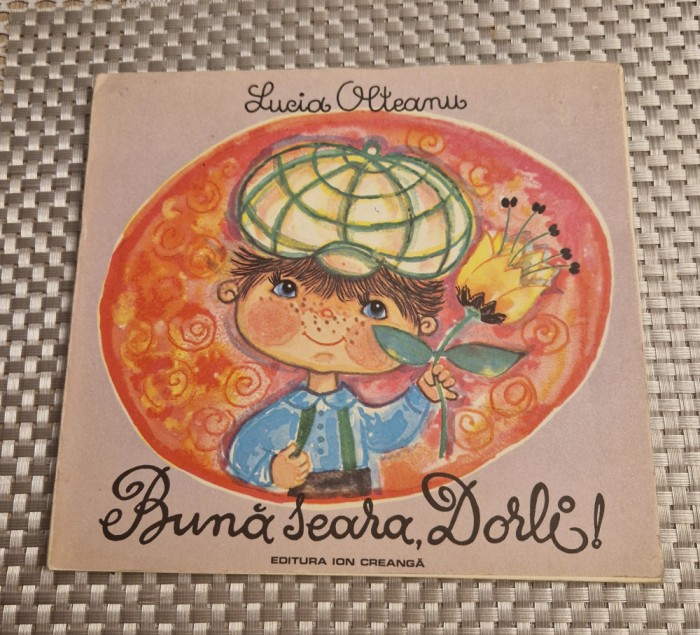 Lucia Olteanu
Bună seara, Dorli!
EDITURA ION CREANGĂ